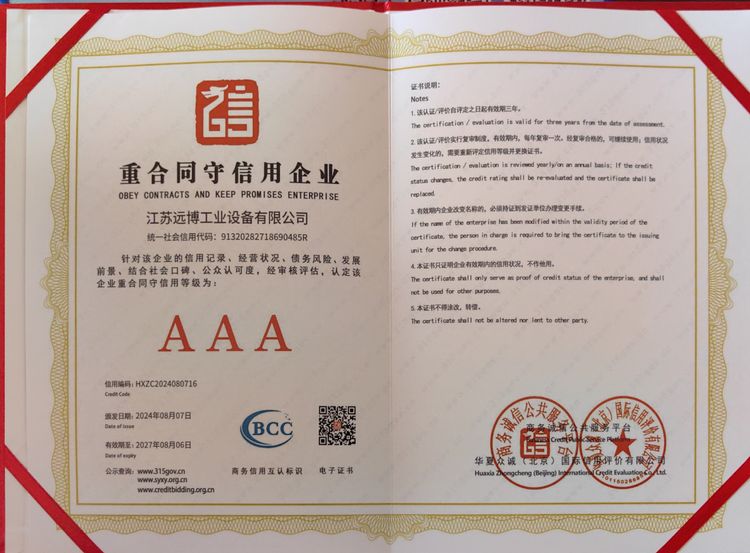 信
重合同守信用企业
OBEY CONTRACTS AND KEEP PROMISES ENTERPRISE
江苏远博工业设备有限公司
统一社会信用代码：91320282718690485R
针对该企业的信用记录、经营状况、债务风险、发展
前景、结合社会口碑、公众认可度，经审核评估，认定该
企业重合同守信用等级为：
AAA
信用编码：HXZC2024080716
Credit Code
颁发日期：2024年08月07日
Date of issue
有效期至：2027年08月06日
Date of expiry
公示查询：www.315gov.cn
www.syxy.org.cn
www.creditbidding.org.cn
BCC
商务信用互认标识
电子证书
证书说明：
Notes
1.该认证/评价自评定之日起有效期三年。
The certification / evaluation is valid for three years from the date of assessment.
2.该认证/评价实行复审制度，有效期内，每年复审一次。经复审合格的，可继续使用；信用状况
发生变化的，需要重新评定信用等级并更换证书。
The certification / evaluation is reviewed yearly/on an annual basis; If the credit
status changes, the credit rating shall be re-evaluated and the certificate shall be
replaced.
3.有效期内企业改变名称的，必须持证到发证单位办理变更手续。
If the name of the enterprise has been modified within the validity period of the
certificate, the person in charge is required to bring the certificate to the issuing
unit for the change procedure.
4.本证书只证明企业有效期内的信用状况，不作他用。
The certificate shall only serve as proof of credit status of the enterprise, and shall
not be used for other purposes.
5.本证书不得涂改，转借。
The certificate shall not be altered nor lent to other party.
商务诚信公共服务平台
商务诚信公共服务平台
Business Credit Public Service Platform
华夏众诚（北京）国际信用评价有限公司
Huaxia Zhongcheng (Beijing) International Credit Evaluation Co., Ltd.